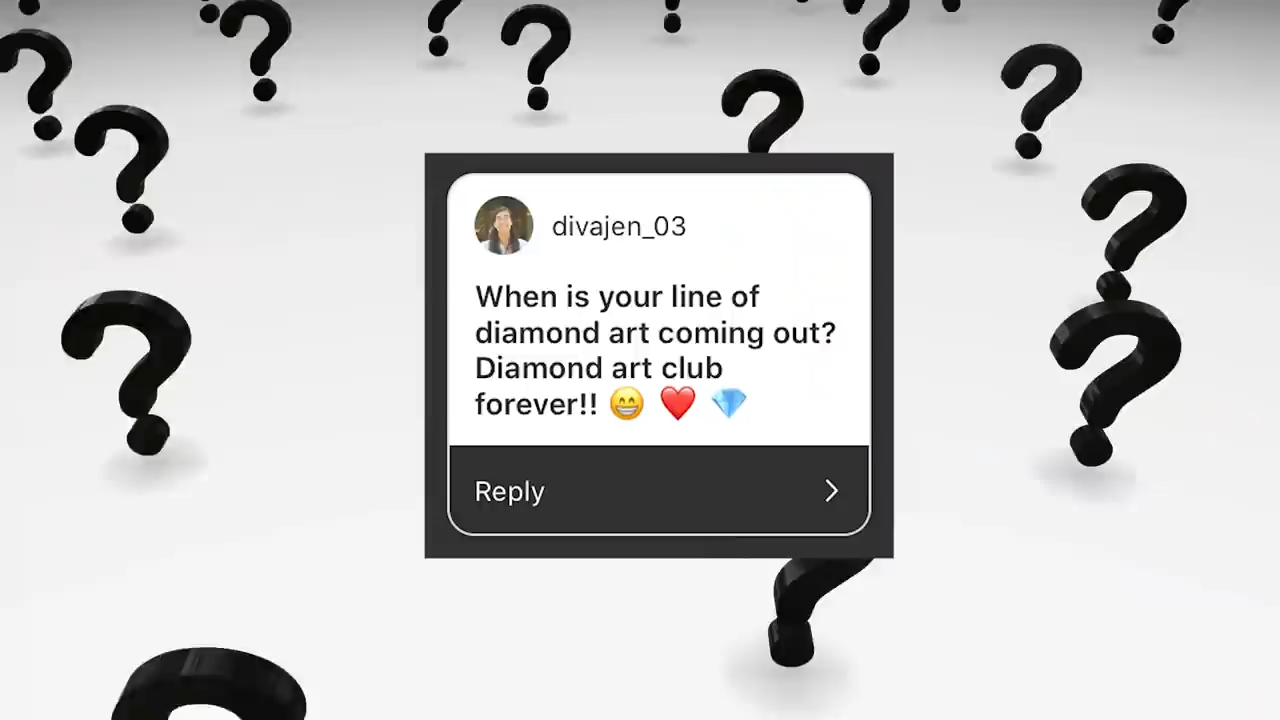 divajen_03
When is your line of
diamond art coming out?
Diamond art club
forever!! 😁 ❤️ 💎
Reply